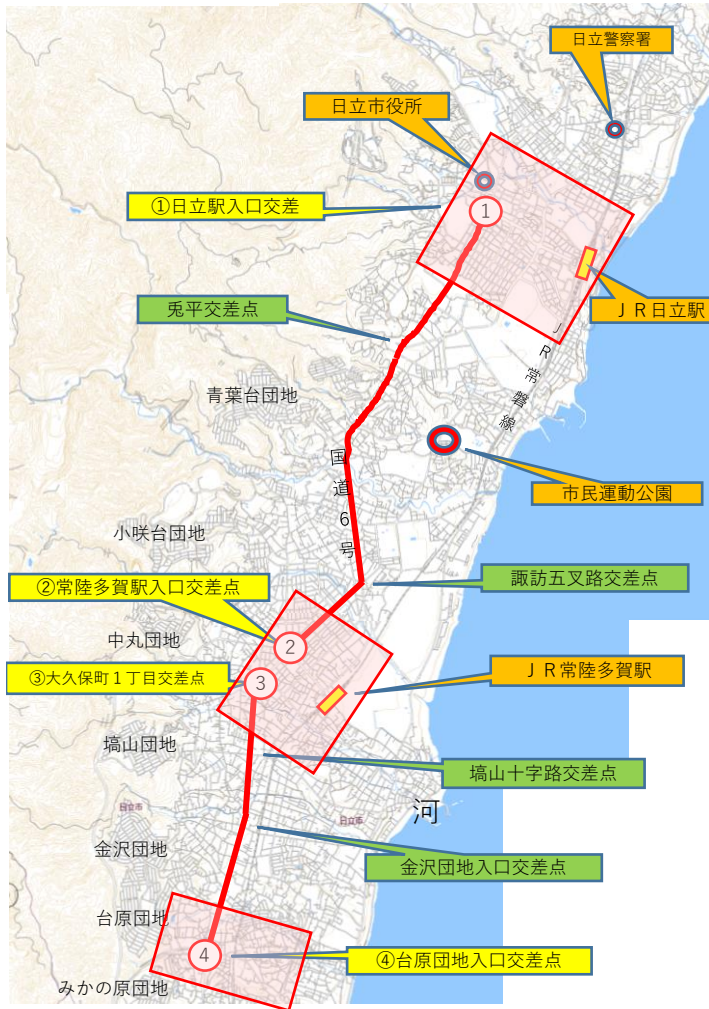 日立警察署
日立市役所
①日立駅入口交差
1
兎平交差点
ＪＲ日立駅
ＪＲ常磐線
青葉台団地
国道６号
市民運動公園
小咲台団地
諏訪五叉路交差点
②常陸多賀駅入口交差点
中丸団地
2
③大久保町１丁目交差点
3
ＪＲ常陸多賀駅
塙山団地
塙山十字路交差点
日立市
河
日立市
金沢団地
金沢団地入口交差点
台原団地
4
④台原団地入口交差点
みかの原団地